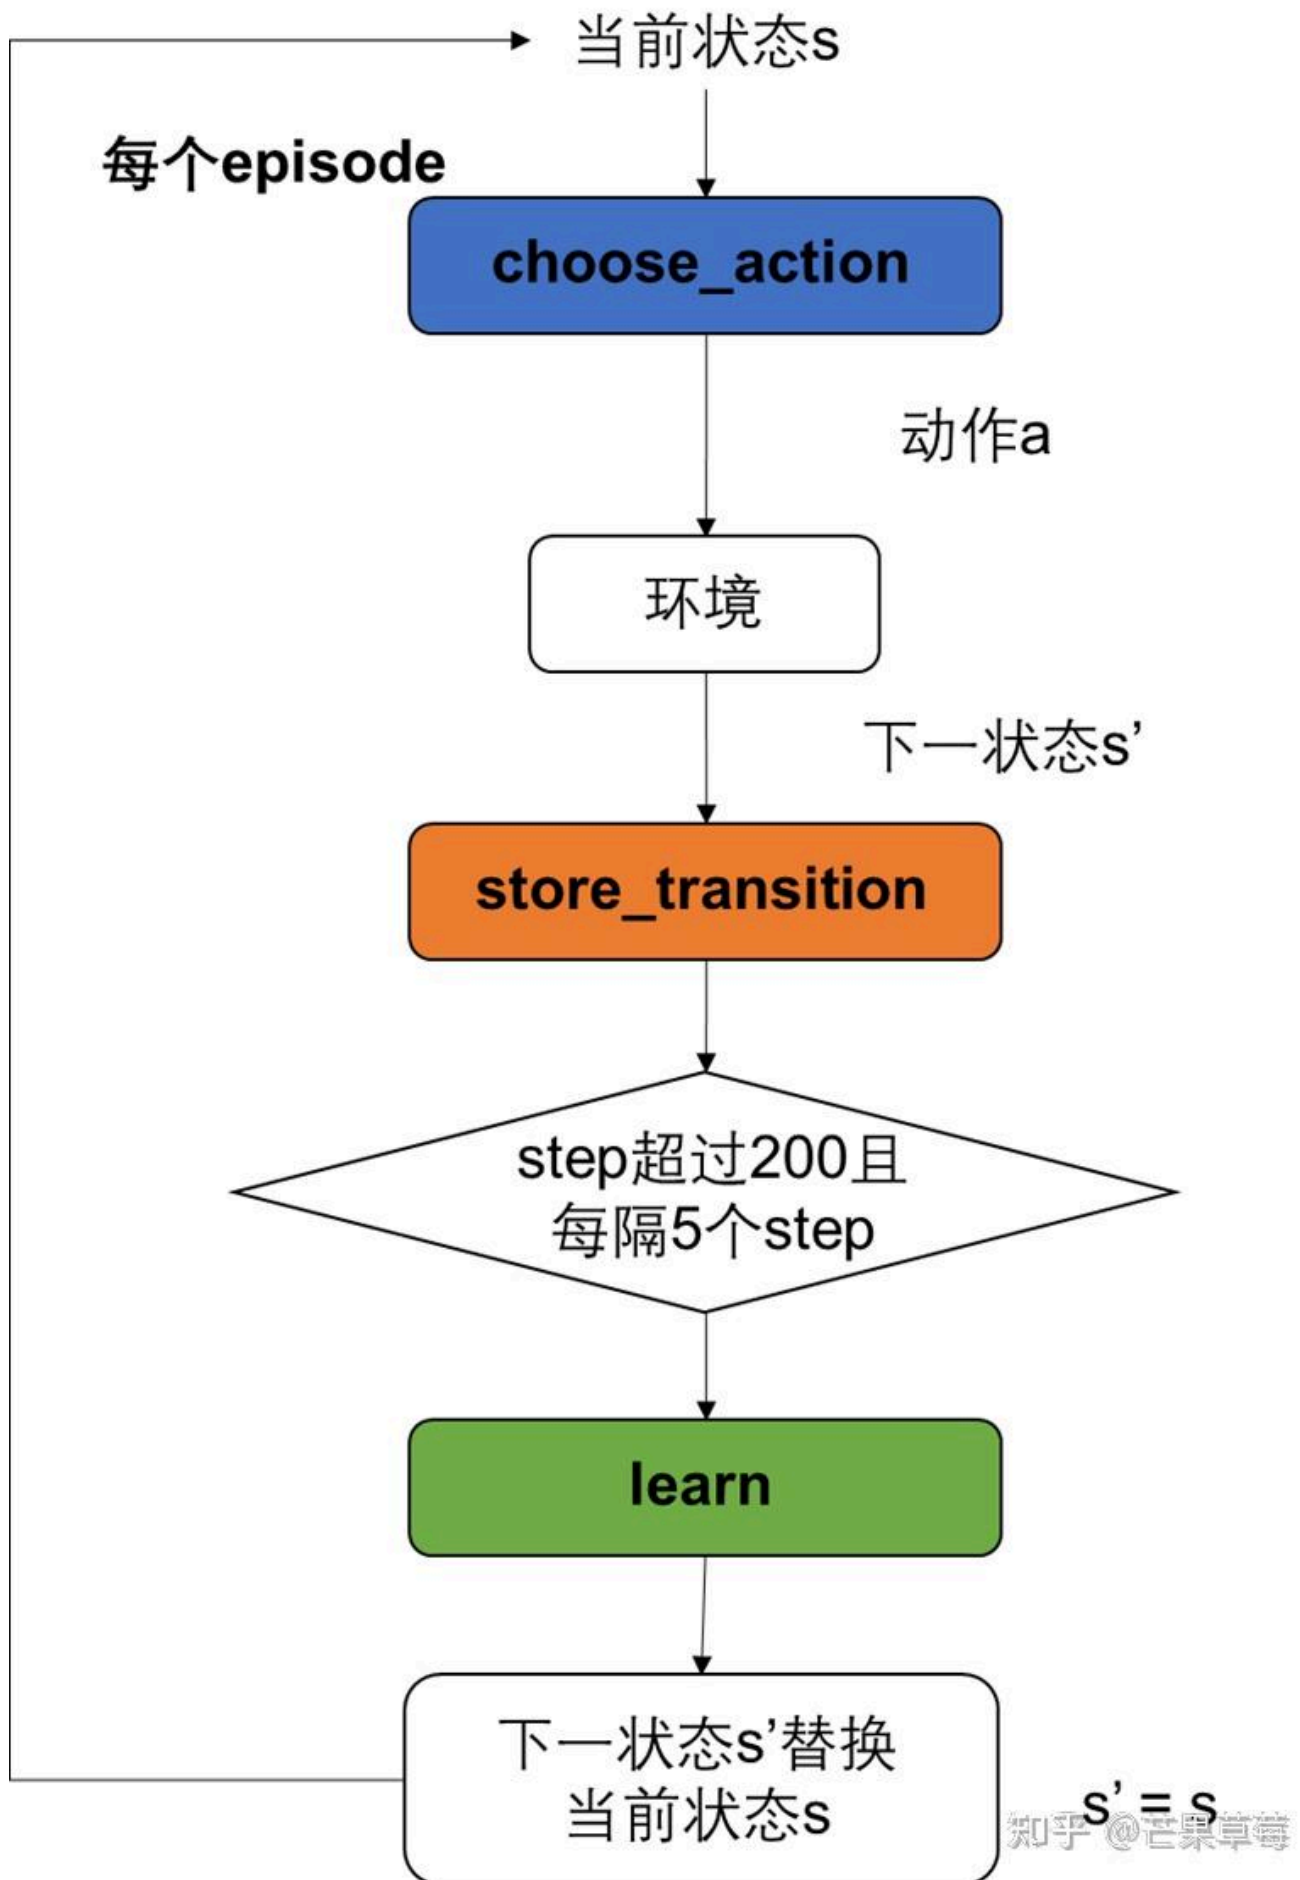 当前状态s
每个episode
choose_action
动作a
环境
下一状态s’
store_transition
step超过200且
每隔5个step
learn
下一状态s’替换
当前状态s
s’ = s
知乎 @芒果草莓